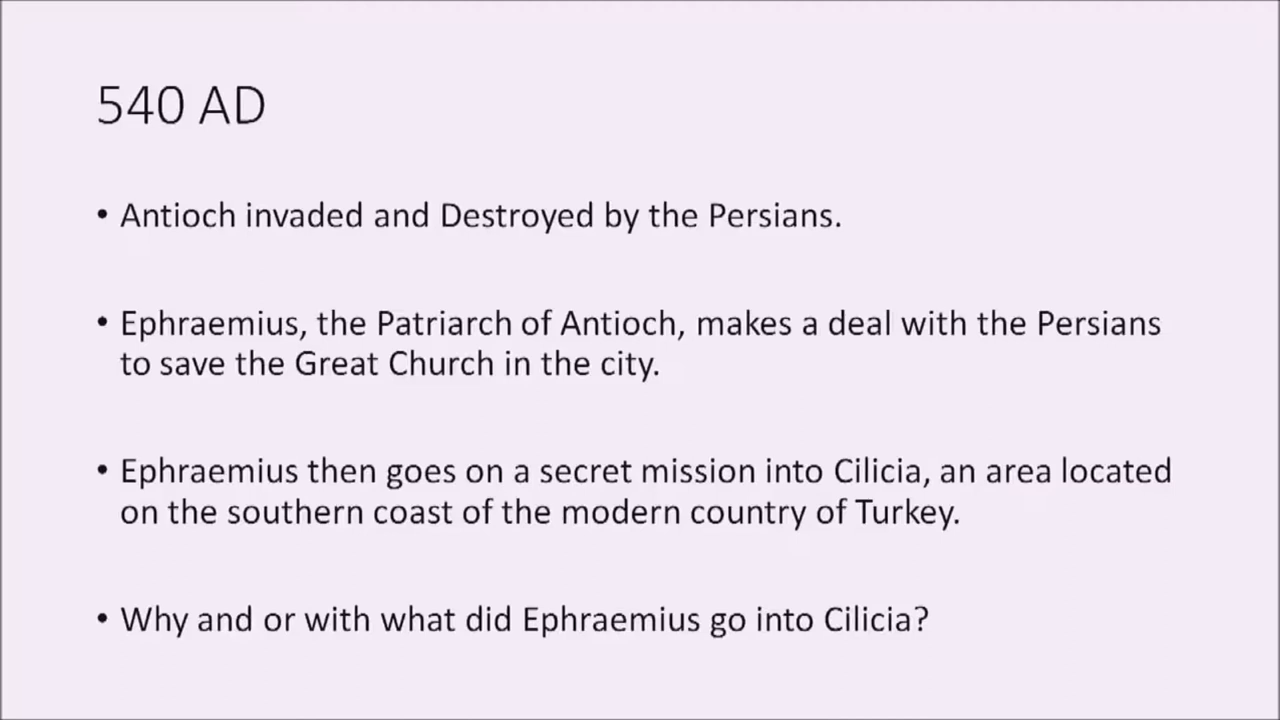 540 AD
• Antioch invaded and Destroyed by the Persians.
• Ephraemius, the Patriarch of Antioch, makes a deal with the Persians
to save the Great Church in the city.
• Ephraemius then goes on a secret mission into Cilicia, an area located
on the southern coast of the modern country of Turkey.
• Why and or with what did Ephraemius go into Cilicia?